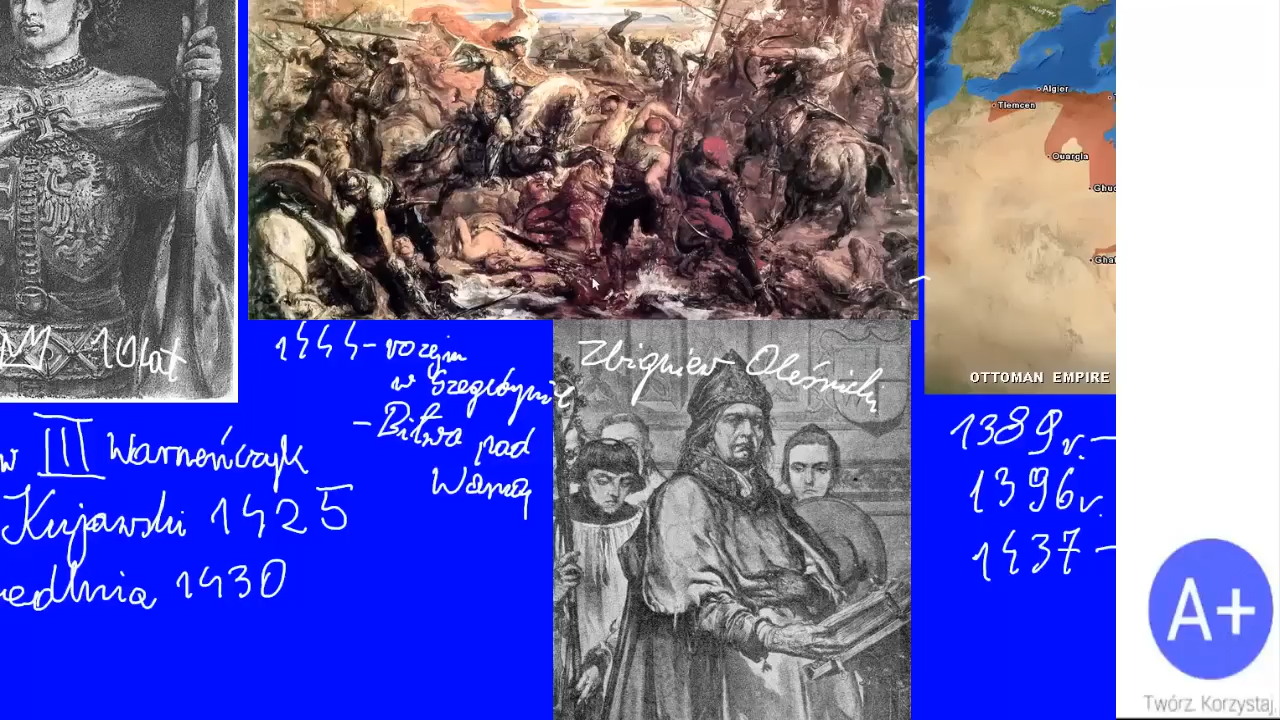 10 lat
w III Warneńczyk
Kujawski 1425
edlnia 1430
1444 - rozejm
w Szegedynie
- Bitwa pod
Warną
Zbigniew Oleśnicki
Algier
Tlemcen
Ouargla
OTTOMAN EMPIRE
1389 r. -
1396 r.
1437 -
A+
Twórz. Korzystaj.